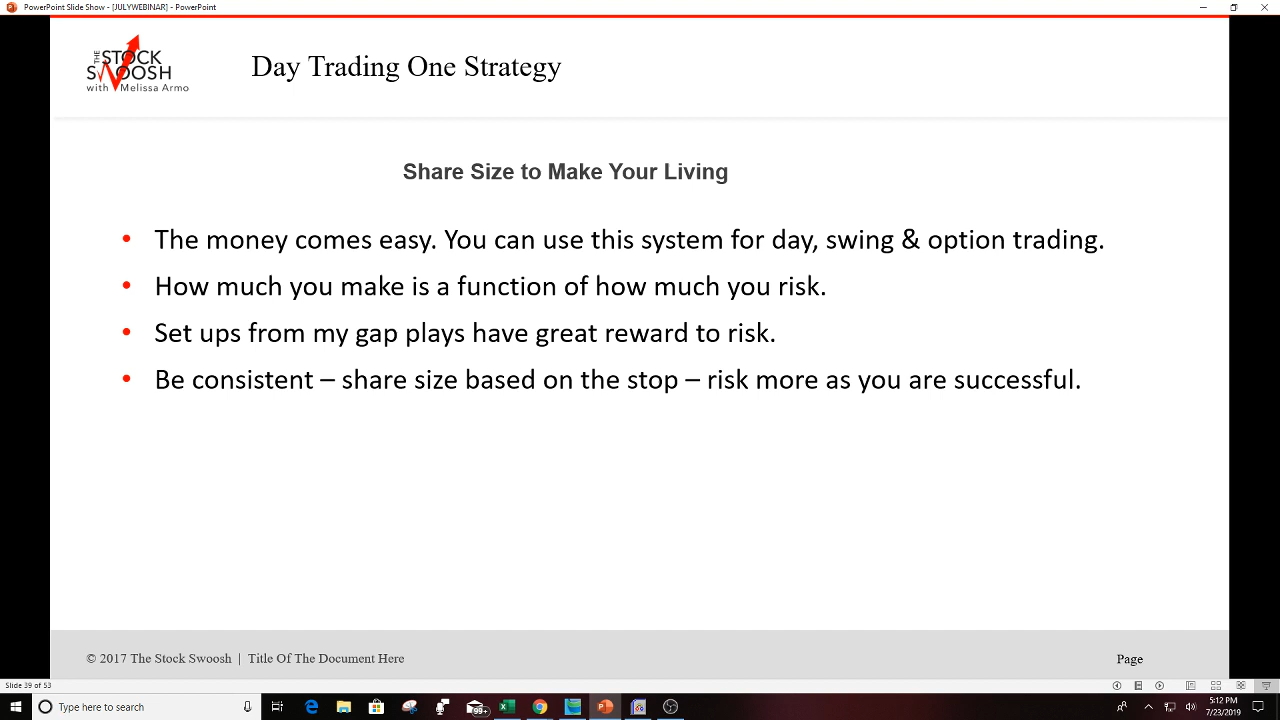 PowerPoint Slide Show - [JULYWEBINAR] - PowerPoint
THE
STOCK
SWOOSH
with Melissa Armo
Day Trading One Strategy
Share Size to Make Your Living
• The money comes easy. You can use this system for day, swing & option trading.
• How much you make is a function of how much you risk.
• Set ups from my gap plays have great reward to risk.
• Be consistent – share size based on the stop – risk more as you are successful.
© 2017 The Stock Swoosh | Title Of The Document Here
Page
Slide 39 of 53
Type here to search
99+
5:12 PM
7/23/2019